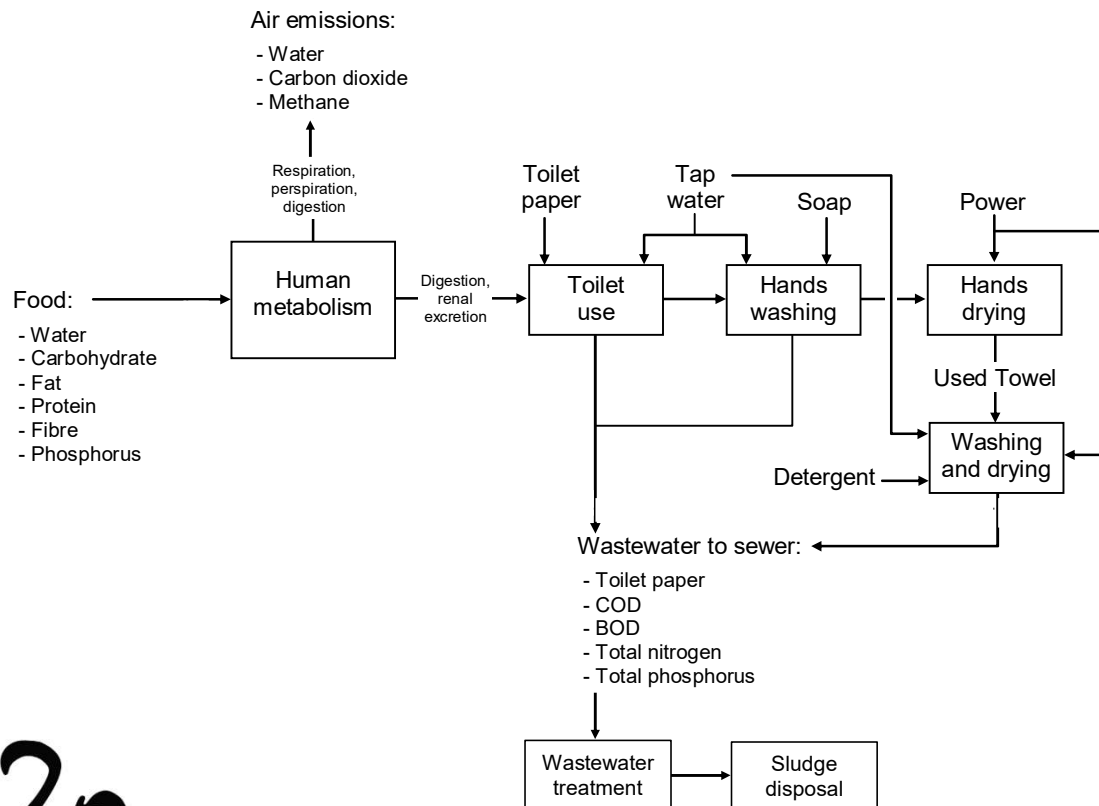 Air emissions:
- Water
- Carbon dioxide
- Methane
Respiration,
perspiration,
digestion
Toilet
paper
Tap
water
Soap
Power
Human
metabolism
Digestion,
renal
excretion
Toilet
use
Hands
washing
Hands
drying
Food:
- Water
- Carbohydrate
- Fat
- Protein
- Fibre
- Phosphorus
Used Towel
Washing
and drying
Detergent
Wastewater to sewer:
- Toilet paper
- COD
- BOD
- Total nitrogen
- Total phosphorus
Wastewater
treatment
Sludge
disposal